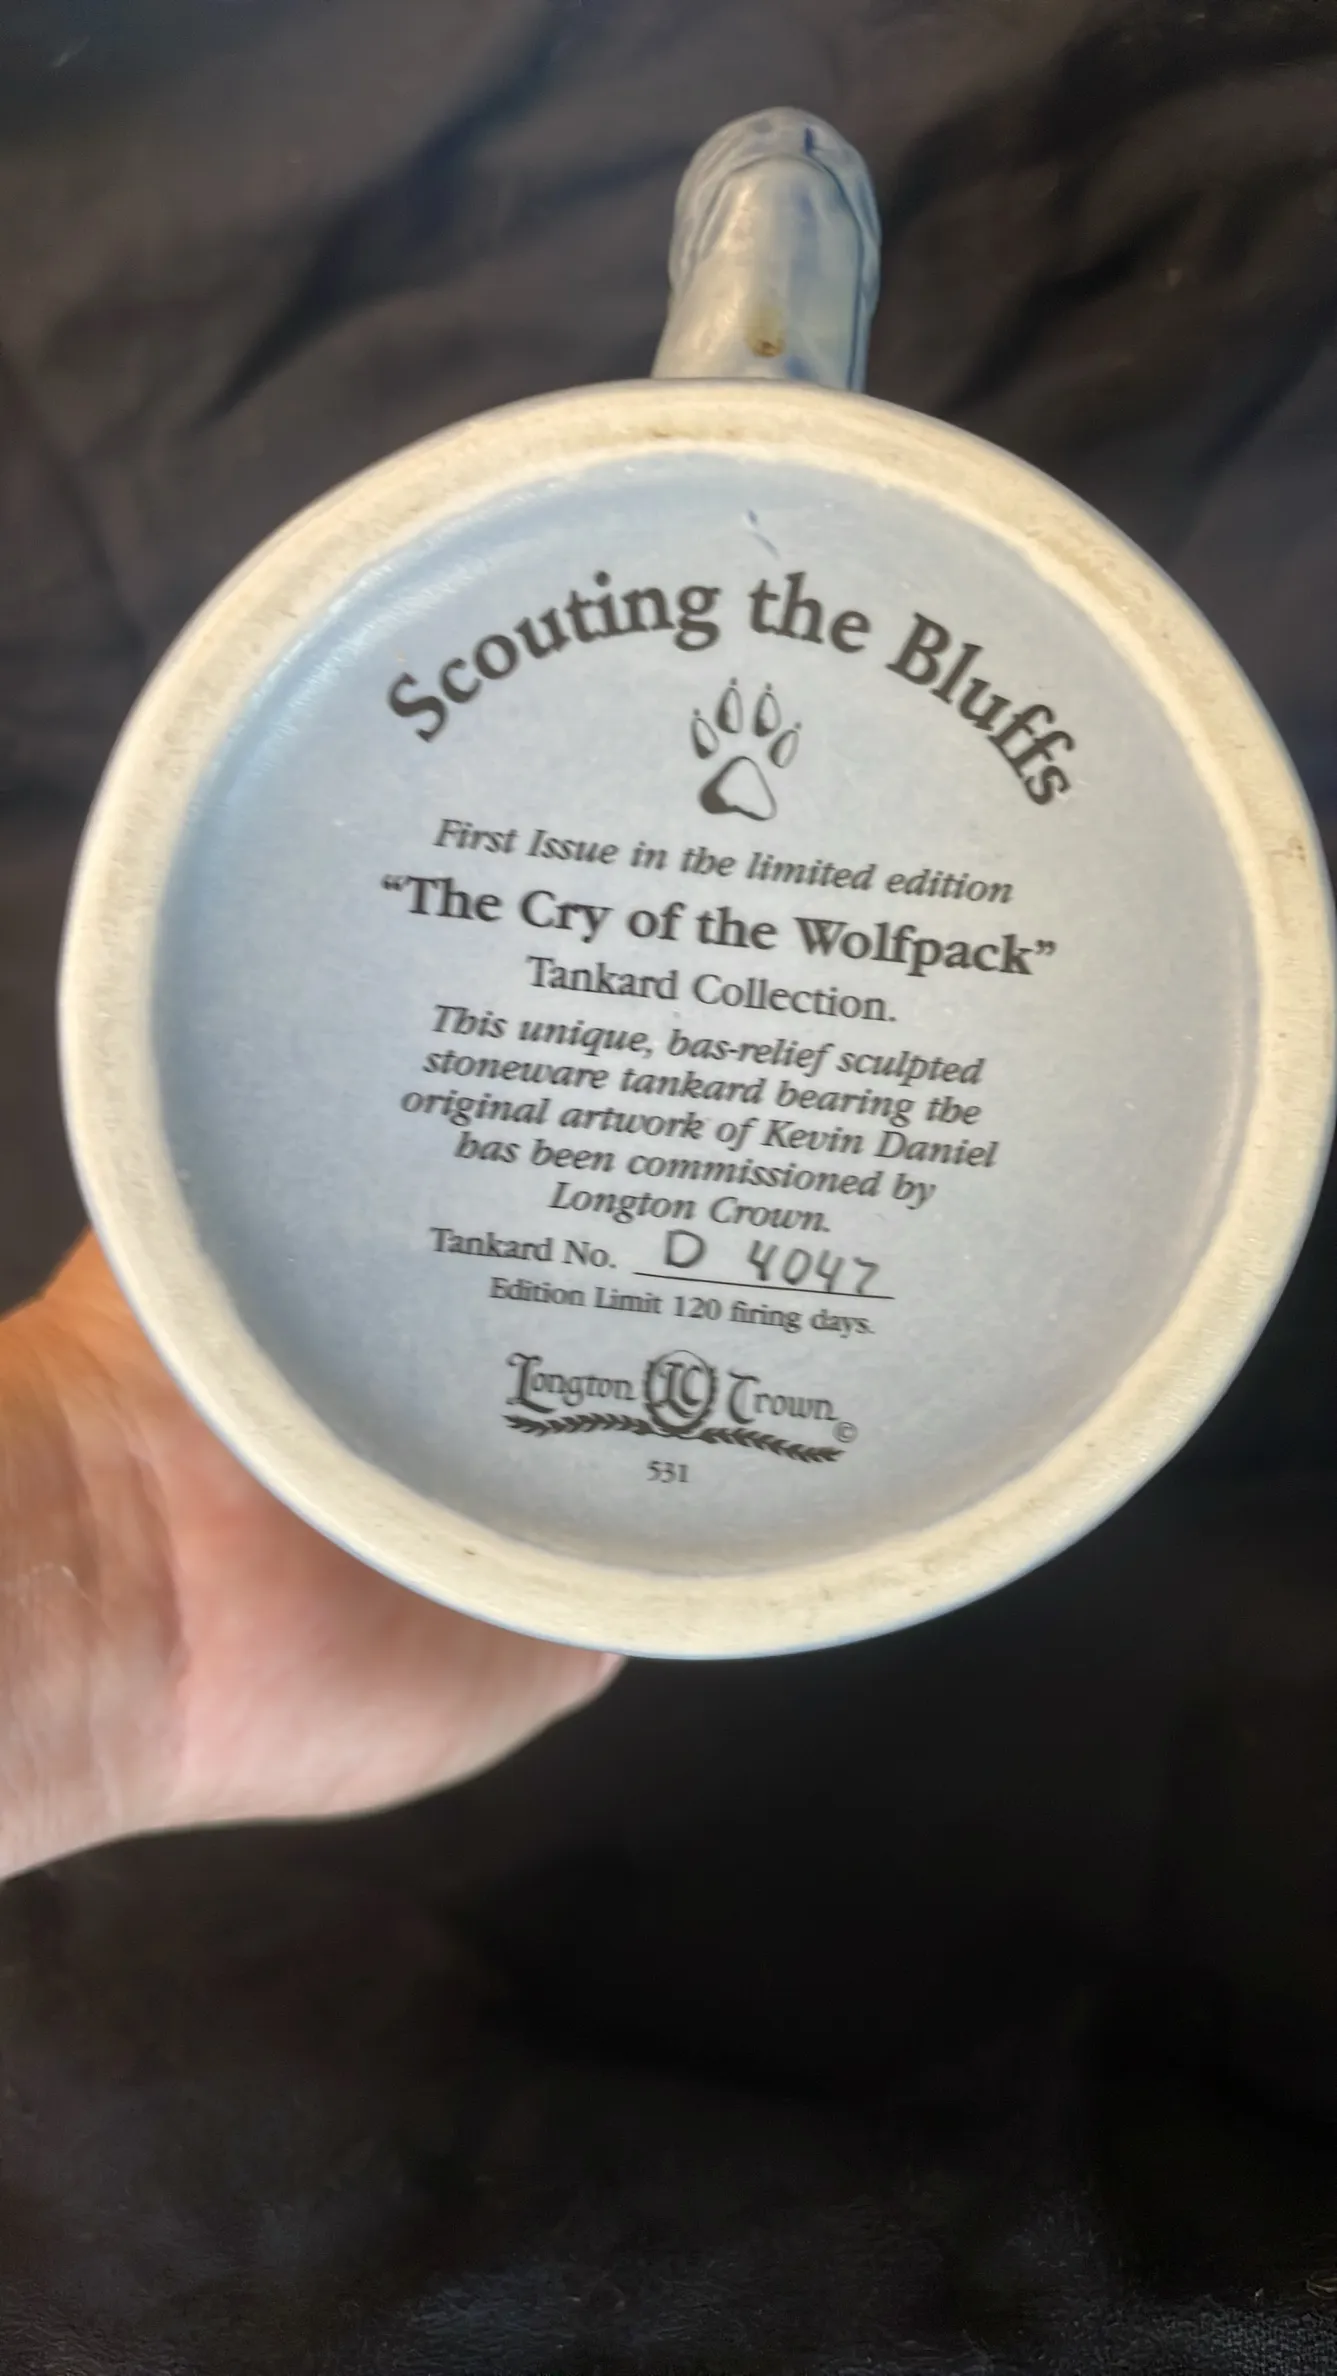 Scouting the Bluffs
First Issue in the limited edition
“The Cry of the Wolfpack”
Tankard Collection.
This unique, bas-relief sculpted
stoneware tankard bearing the
original artwork of Kevin Daniel
has been commissioned by
Longton Crown.
Tankard No. D 4047
Edition Limit 120 firing days.
Longton LC Crown ©
531